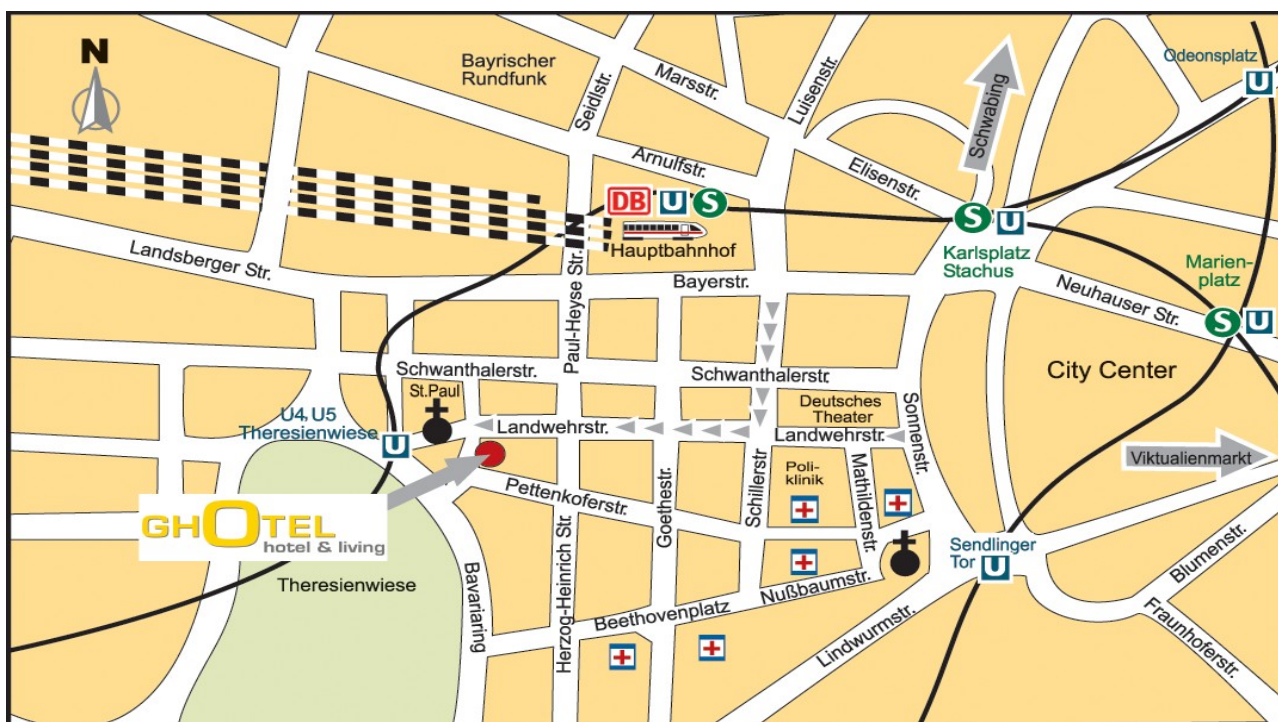 N
Bayrischer
Rundfunk
Seidlstr.
Marsstr.
Luisenstr.
Schwabing
Odeonsplatz
U
Arnulfstr.
Elisenstr.
DB U S
Hauptbahnhof
S U
Karlsplatz
Stachus
Marien-
platz
S U
Landsberger Str.
Paul-Heyse Str.
Bayerstr.
Neuhauser Str.
Schwanthalerstr.
Schwanthalerstr.
City Center
St.Paul
Deutsches
Theater
U4, U5
Theresienwiese
U
Landwehrstr.
Landwehrstr.
Sonnenstr.
Viktualienmarkt
Poli-
klinik
Pettenkoferstr.
Goethestr.
Schillerstr
Mathildenstr.
GHOTEL
hotel & living
Sendlinger
Tor U
Theresienwiese
Bavariaring
Herzog-Heinrich Str.
Beethovenplatz
Nußbaumstr.
Lindwurmstr.
Blumenstr.
Fraunhoferstr.